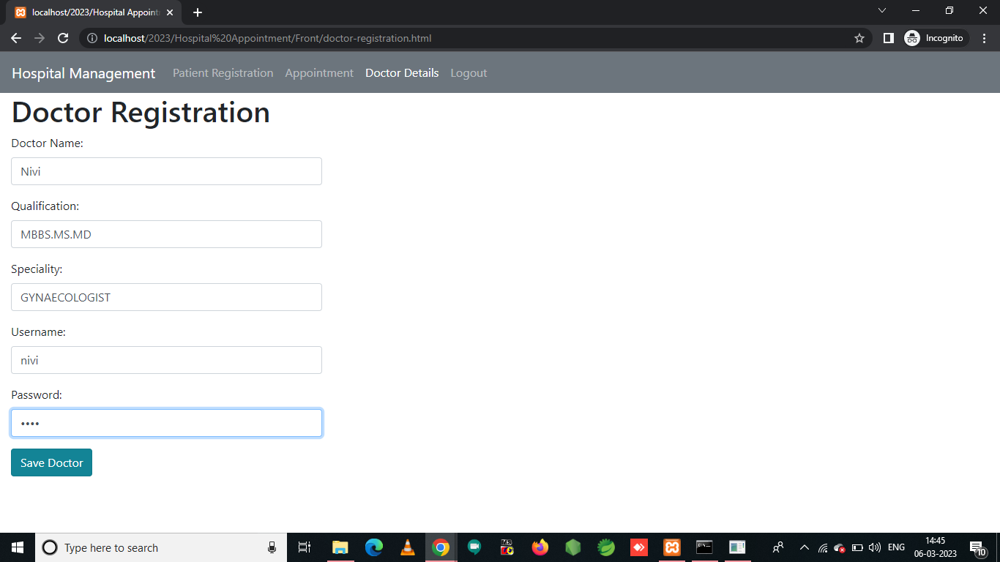 localhost/2023/Hospital Appoint
localhost/2023/Hospital%20Appointment/Front/doctor-registration.html
Incognito
Hospital Management Patient Registration Appointment Doctor Details Logout
Doctor Registration
Doctor Name:
Nivi
Qualification:
MBBS.MS.MD
Speciality:
GYNAECOLOGIST
Username:
nivi
Password:
••••
Save Doctor
Type here to search
ENG
14:45
06-03-2023
10